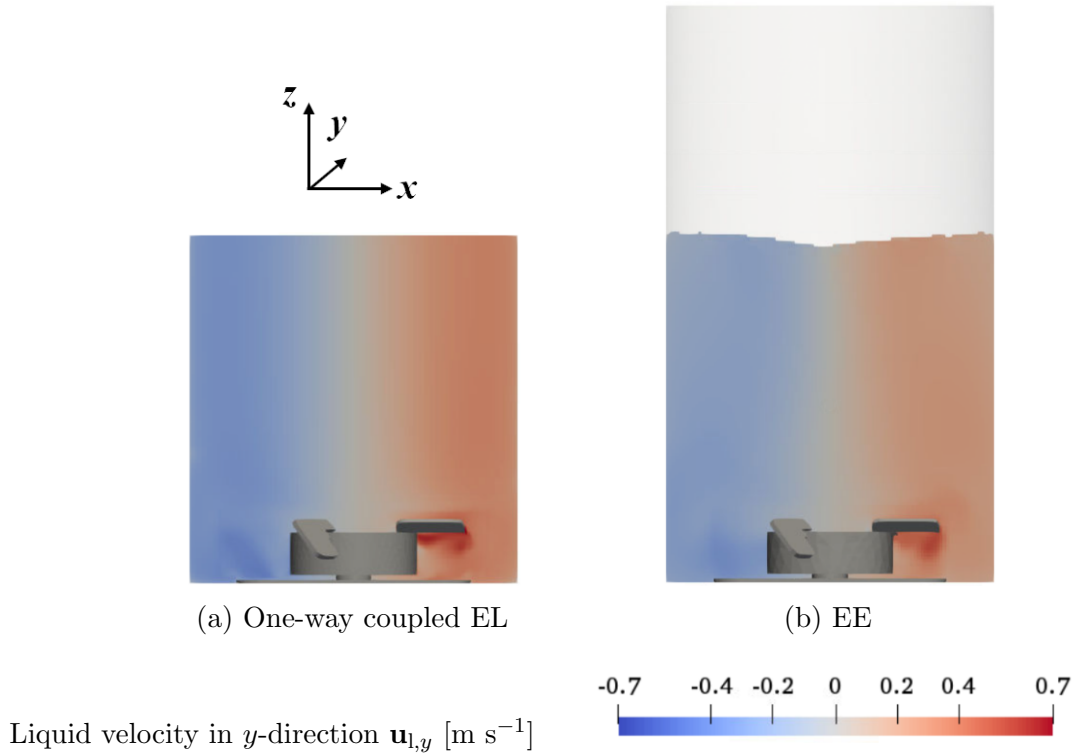 z
y
x
(a) One-way coupled EL
(b) EE
-0.7 -0.4 -0.2 0 0.2 0.4 0.7
Liquid velocity in y-direction u_{l,y} [m s^{−1}]